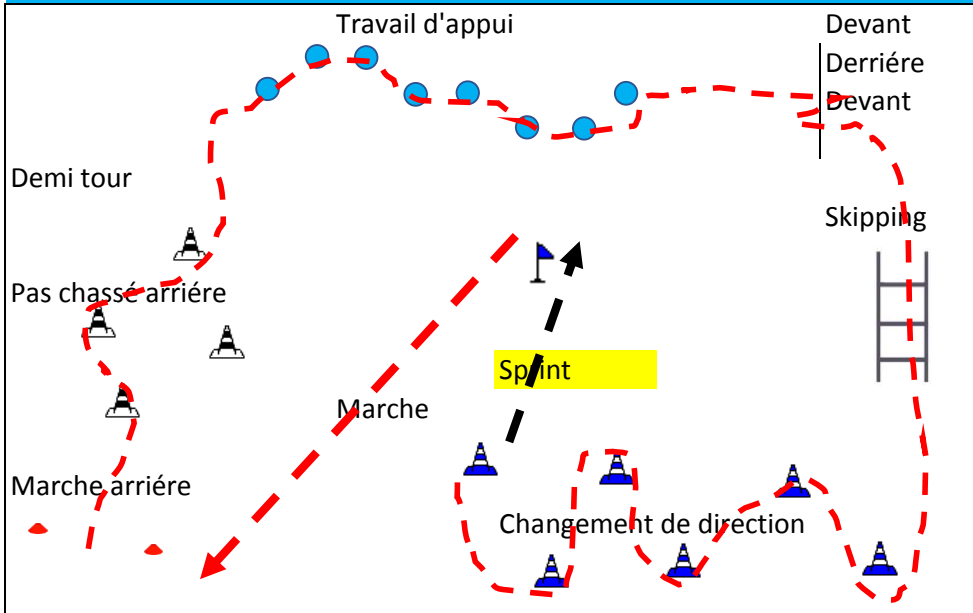 Travail d'appui
Devant
Derriére
Devant
Demi tour
Skipping
Pas chassé arriére
Sprint
Marche
Marche arriére
Changement de direction